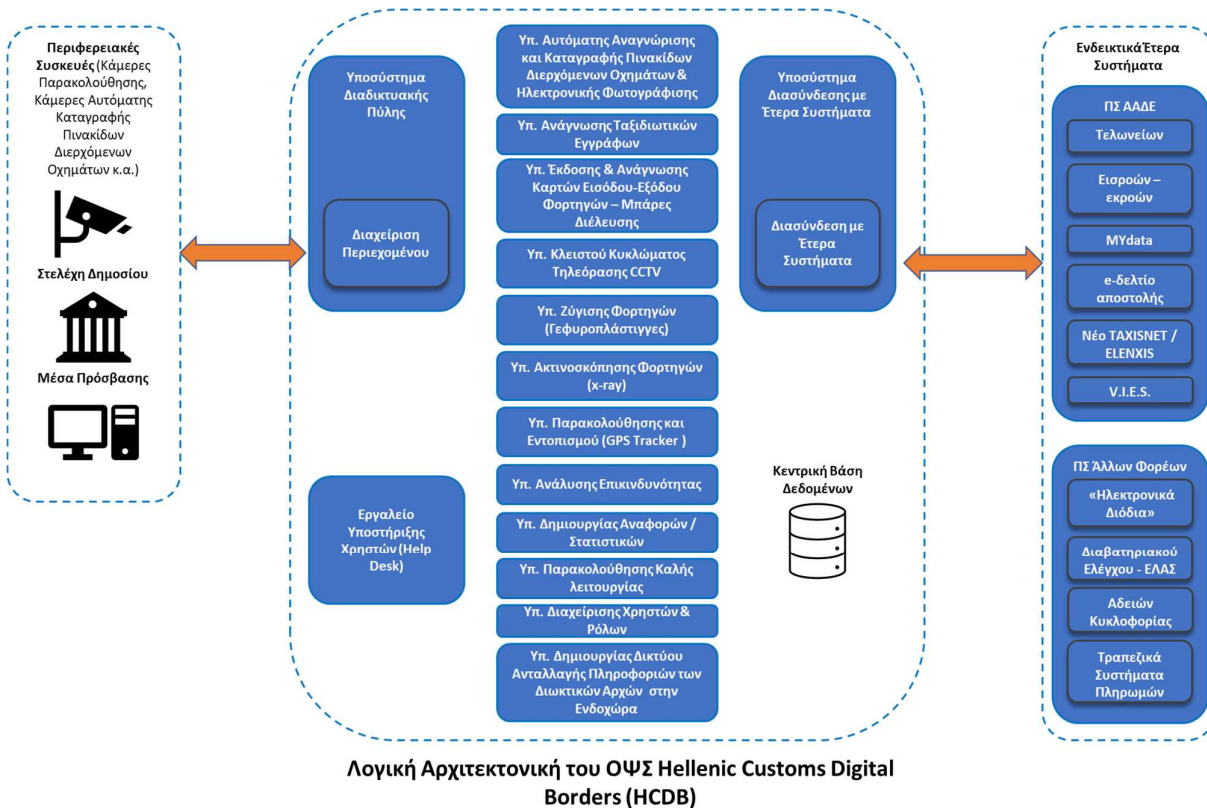 Περιφερειακές
Συσκευές (Κάμερες
Παρακολούθησης,
Κάμερες Αυτόματης
Καταγραφής
Πινακίδων
Διερχόμενων
Οχημάτων κ.α.)
Στελέχη Δημοσίου
Μέσα Πρόσβασης
Υποσύστημα
Διαδικτυακής
Πύλης
Διαχείριση
Περιεχομένου
Εργαλείο
Υποστήριξης
Χρηστών (Help
Desk)
Υπ. Αυτόματης Αναγνώρισης
και Καταγραφής Πινακίδων
Διερχόμενων Οχημάτων &
Ηλεκτρονικής Φωτογράφισης
Υπ. Ανάγνωσης Ταξιδιωτικών
Εγγράφων
Υπ. Έκδοσης & Ανάγνωσης
Καρτών Εισόδου-Εξόδου
Φορτηγών – Μπάρες
Διέλευσης
Υπ. Κλειστού Κυκλώματος
Τηλεόρασης CCTV
Υπ. Ζύγισης Φορτηγών
(Γεφυροπλάστιγγες)
Υπ. Ακτινοσκόπησης Φορτηγών
(x-ray)
Υπ. Παρακολούθησης και
Εντοπισμού (GPS Tracker )
Υπ. Ανάλυσης Επικινδυνότητας
Υπ. Δημιουργίας Αναφορών /
Στατιστικών
Υπ. Παρακολούθησης Καλής
λειτουργίας
Υπ. Διαχείρισης Χρηστών &
Ρόλων
Υπ. Δημιουργίας Δικτύου
Ανταλλαγής Πληροφοριών των
Διωκτικών Αρχών στην
Ενδοχώρα
Υποσύστημα
Διασύνδεσης με
Έτερα Συστήματα
Διασύνδεση με
Έτερα
Συστήματα
Κεντρική Βάση
Δεδομένων
Ενδεικτικά Έτερα
Συστήματα
ΠΣ ΑΑΔΕ
Τελωνείων
Εισροών –
εκροών
MYdata
e-δελτίο
αποστολής
Νέο TAXISNET /
ELENXIS
V.I.E.S.
ΠΣ Άλλων Φορέων
«Ηλεκτρονικά
Διόδια»
Διαβατηριακού
Ελέγχου - ΕΛΑΣ
Αδειών
Κυκλοφορίας
Τραπεζικά
Συστήματα
Πληρωμών
Λογική Αρχιτεκτονική του ΟΨΣ Hellenic Customs Digital
Borders (HCDB)